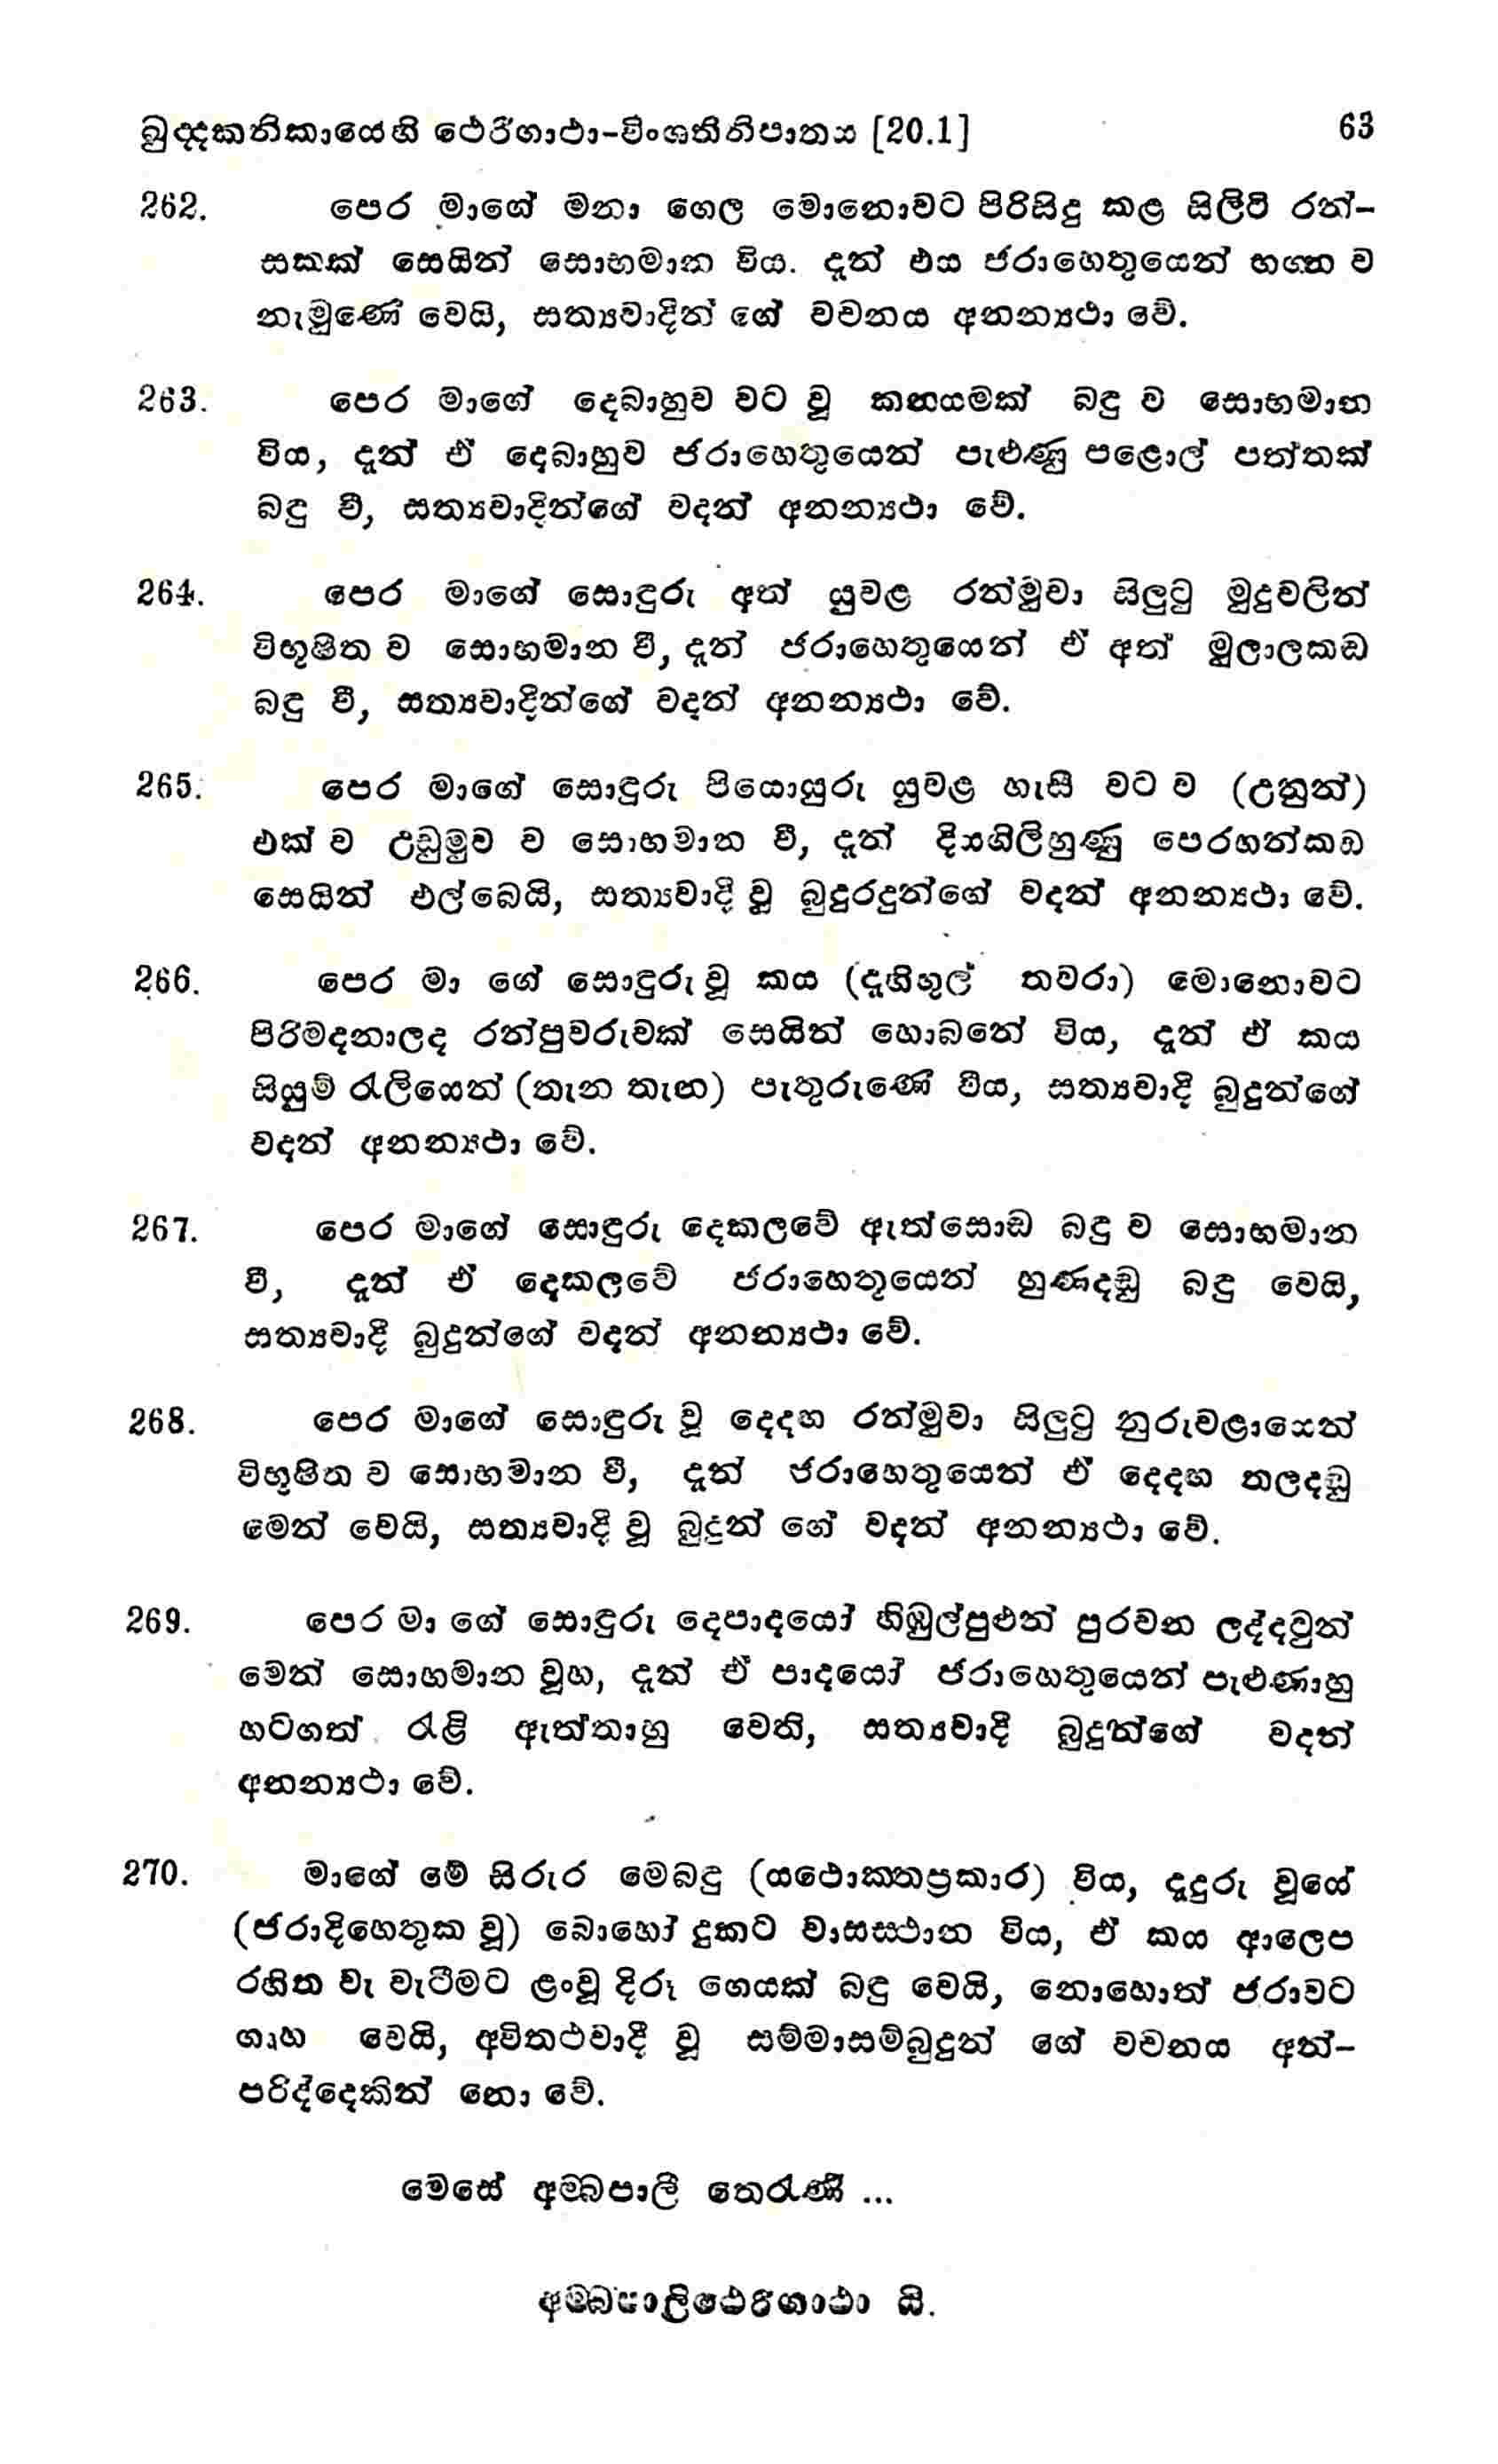 ඛුද්දකනිකායෙහි ථෙරීගාථා-විංශතිනිපාතය [20.1] 63
262. පෙර මාගේ මනා ගෙල මොනොවට පිරිසිදු කළ සිලිටි රන්-
සකක් සෙයින් සොභමාන විය. දැන් එය ජරාහෙතුයෙන් භග්න ව
නැමුණේ වෙයි, සත්‍යවාදීන් ගේ වචනය අනන්‍යථා වේ.
263. පෙර මාගේ දෙබාහුව වට වූ කඟයමක් බඳු ව සොභමාන
විය, දැන් ඒ දෙබාහුව ජරාහෙතුයෙන් පැළුණු පළොල් පත්තක්
බඳු වී, සත්‍යවාදින්ගේ වදන් අනන්‍යථා වේ.
264. පෙර මාගේ සොඳුරු අත් යුවළ රන්මුවා සිලුටු මුදුවලින්
විභූෂිත ව සොභමාන වී, දැන් ජරාහෙතුයෙන් ඒ අත් මුලාලකඩ
බඳු වී, සත්‍යවාදින්ගේ වදන් අනන්‍යථා වේ.
265. පෙර මාගේ සොඳුරු පියොයුරු යුවළ හැසී වට ව (උනුන්)
එක් ව උඩුමුව ව සොභමාන වී, දැන් දියගිලිහුණු පෙරහන්කඩ
සෙයින් එල්බෙයි, සත්‍යවාදී වූ බුදුරදුන්ගේ වදන් අනන්‍යථා වේ.
266. පෙර මා ගේ සොඳුරු වූ කය (දෑහිඟුල් තවරා) මොනොවට
පිරිමදනාලද රන්පුවරුවක් සෙයින් හොබනේ විය, දැන් ඒ කය
සියුම් රැලියෙන් (තැන තැන) පැතුරුණේ විය, සත්‍යවාදි බුදුන්ගේ
වදන් අනන්‍යථා වේ.
267. පෙර මාගේ සොඳුරු දෙකලවේ ඇත්සොඬ බඳු ව සොභමාන
වී, දැන් ඒ දෙකලවේ ජරාහෙතුයෙන් හුණදඬු බඳු වෙයි,
සත්‍යවාදී බුදුන්ගේ වදන් අනන්‍යථා වේ.
268. පෙර මාගේ සොඳුරු වූ දෙදඟ රන්මුවා සිලුටු නුරුවළායෙන්
විභූෂිත ව සොභමාන වී, දැන් ජරාහෙතුයෙන් ඒ දෙදඟ තලදඬු
මෙන් වෙයි, සත්‍යවාදි වූ බුදුන් ගේ වදන් අනන්‍යථා වේ.
269. පෙර මා ගේ සොඳුරු දෙපාදයෝ හිඹුල්පුළුන් පුරවන ලද්දවුන්
මෙන් සොභමාන වූහ, දැන් ඒ පාදයෝ ජරාහෙතුයෙන් පැළුණාහු
හටගත් රැළි ඇත්තාහු වෙති, සත්‍යවාදි බුදුන්ගේ වදන්
අනන්‍යථා වේ.
270. මාගේ මේ සිරුර මෙබඳු (යථොක්තප්‍රකාර) විය, දැදුරු වූයේ
(ජරාදිහෙතුක වූ) බොහෝ දුකට වාසස්ථාන විය, ඒ කය ආලෙප
රහිත වැ වැටීමට ළංවූ දිරූ ගෙයක් බඳු වෙයි, නොහොත් ජරාවට
ගෘහ වෙයි, අවිතථවාදී වූ සම්මාසම්බුදුන් ගේ වචනය අන්-
පරිද්දෙකින් නො වේ.
මෙසේ අම්බපාලී තෙරණී ...
අම්බපාලිථෙරීගාථා යි.